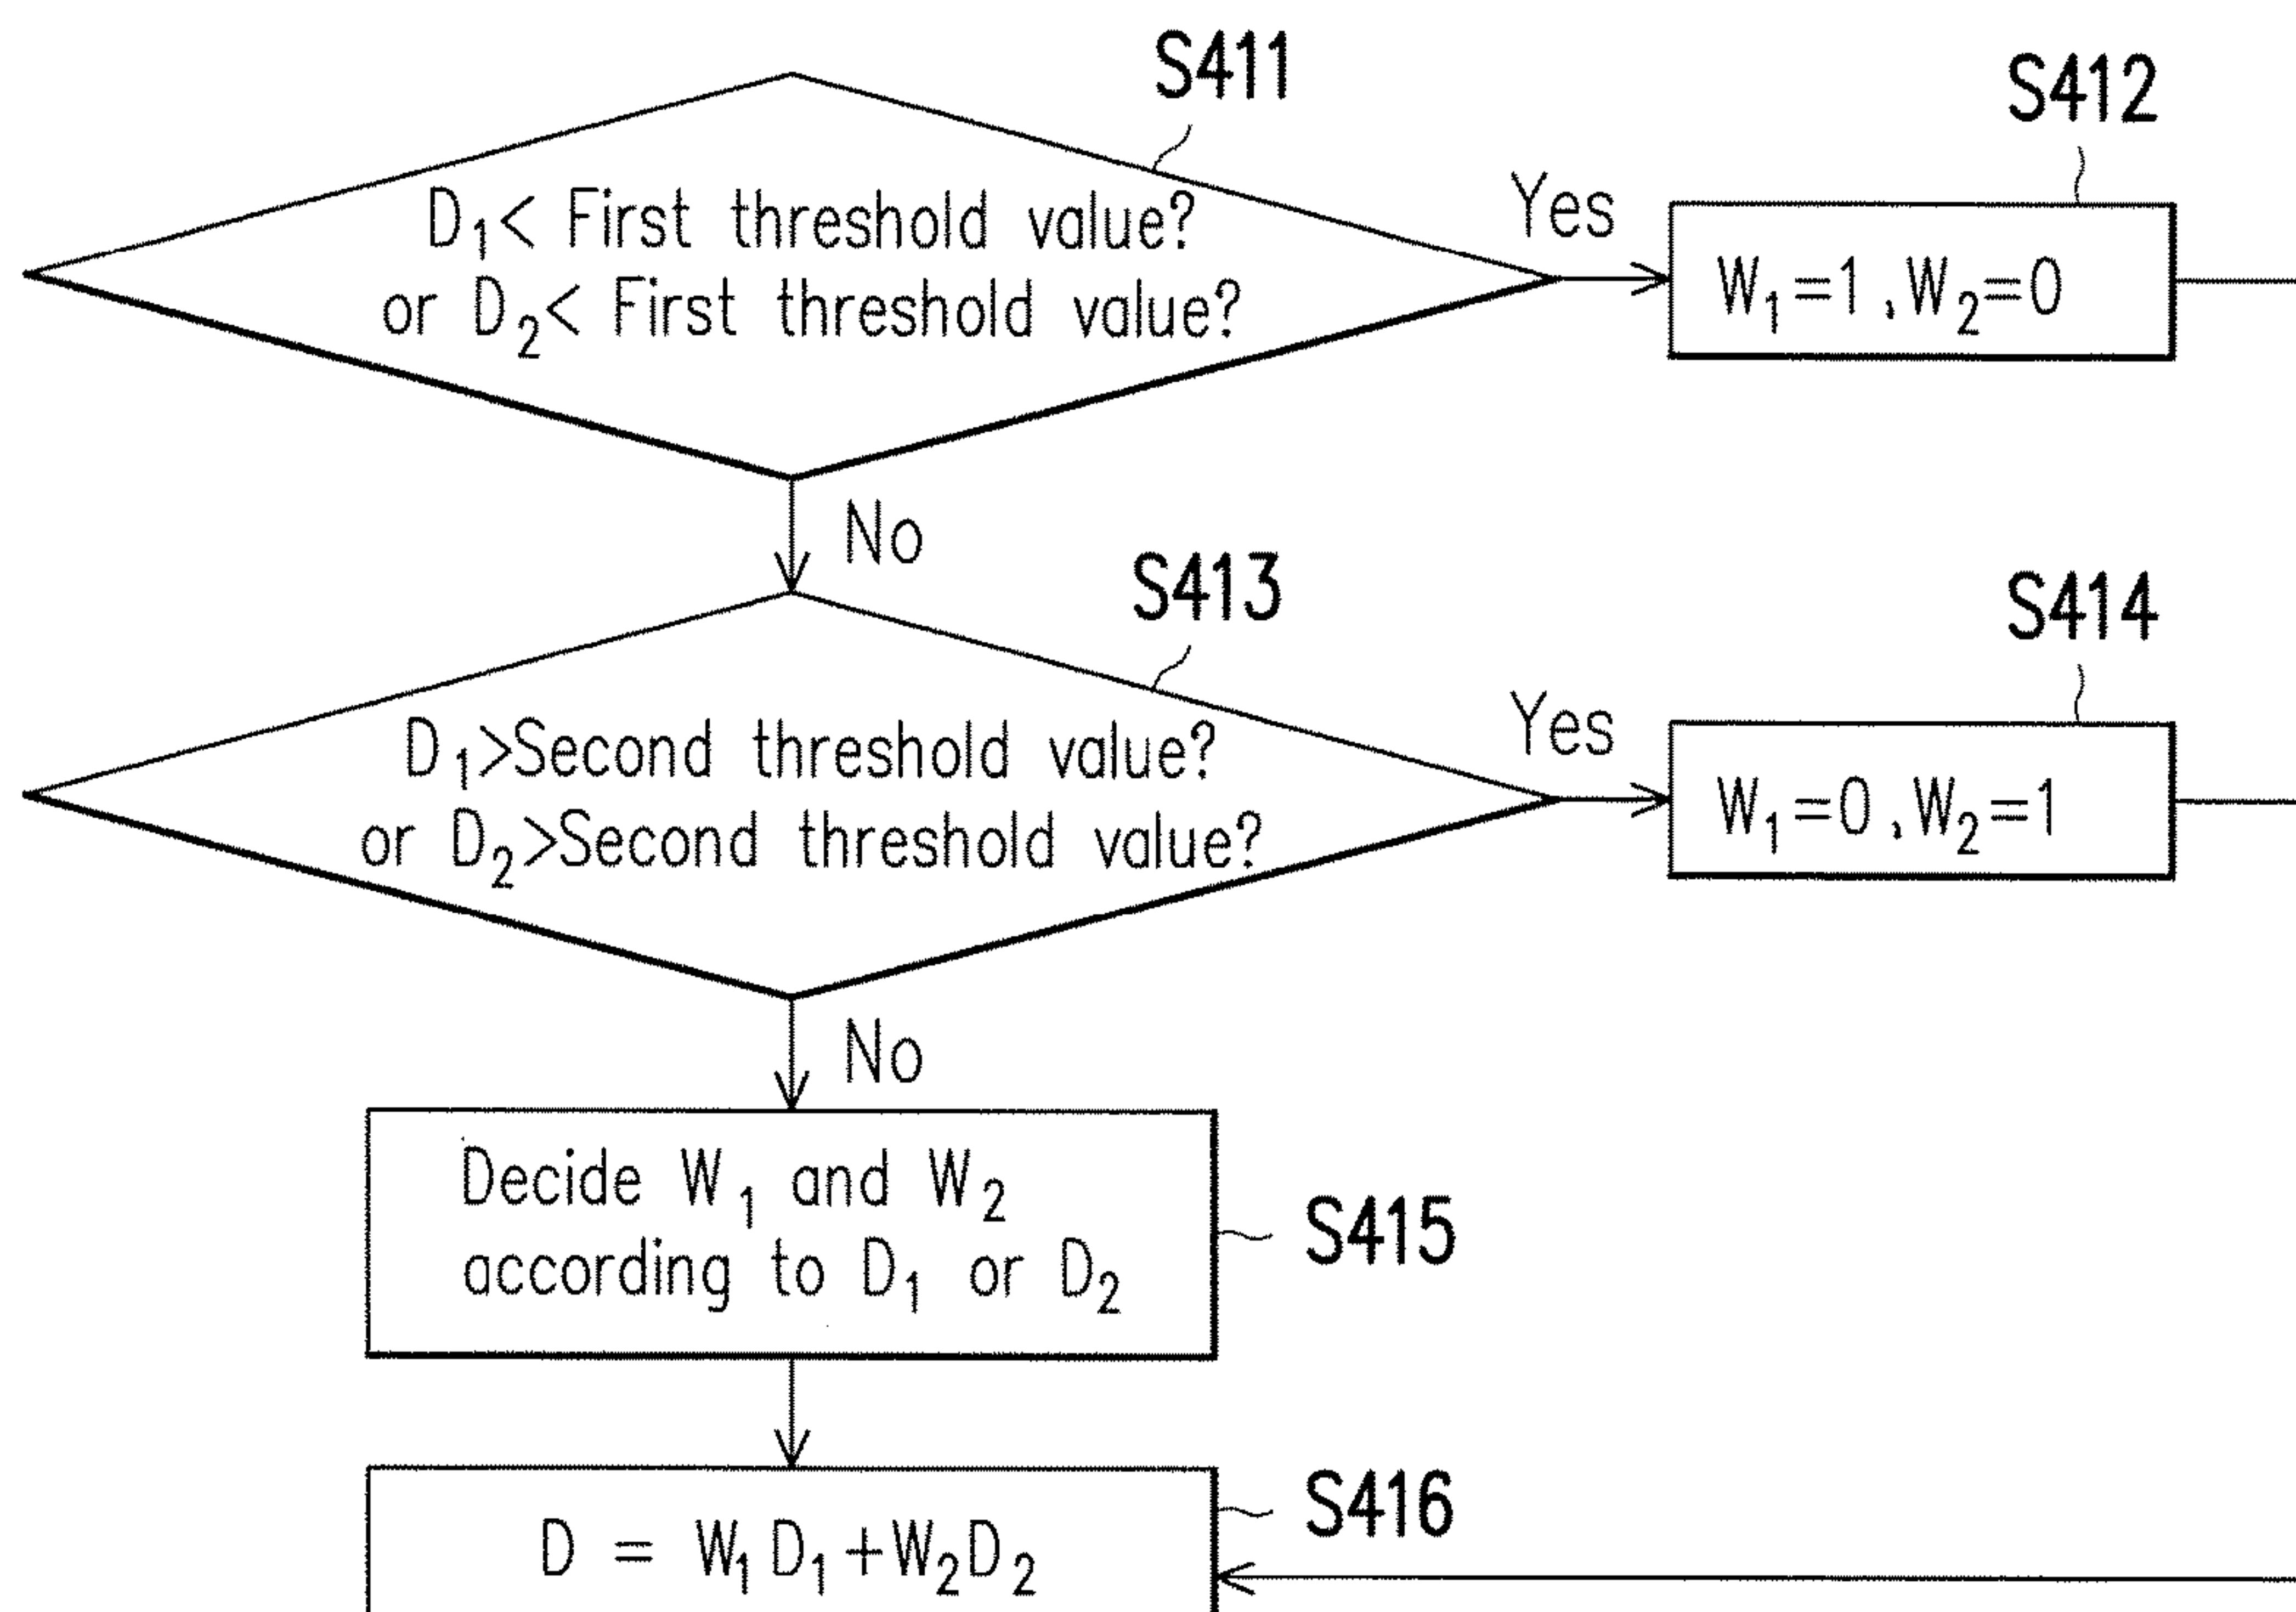 S411
D₁< First threshold value?
or D₂< First threshold value?
Yes
S412
W₁=1 ,W₂=0
No
S413
D₁>Second threshold value?
or D₂>Second threshold value?
Yes
S414
W₁=0 ,W₂=1
No
Decide W₁ and W₂
according to D₁ or D₂
S415
D = W₁D₁+W₂D₂
S416